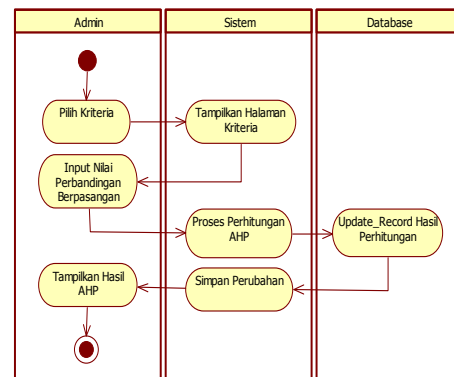 Admin
Sistem
Database
Pilih Kriteria
Tampilkan Halaman
Kriteria
Input Nilai
Perbandingan
Berpasangan
Proses Perhitungan
AHP
Update_Record Hasil
Perhitungan
Tampilkan Hasil
AHP
Simpan Perubahan